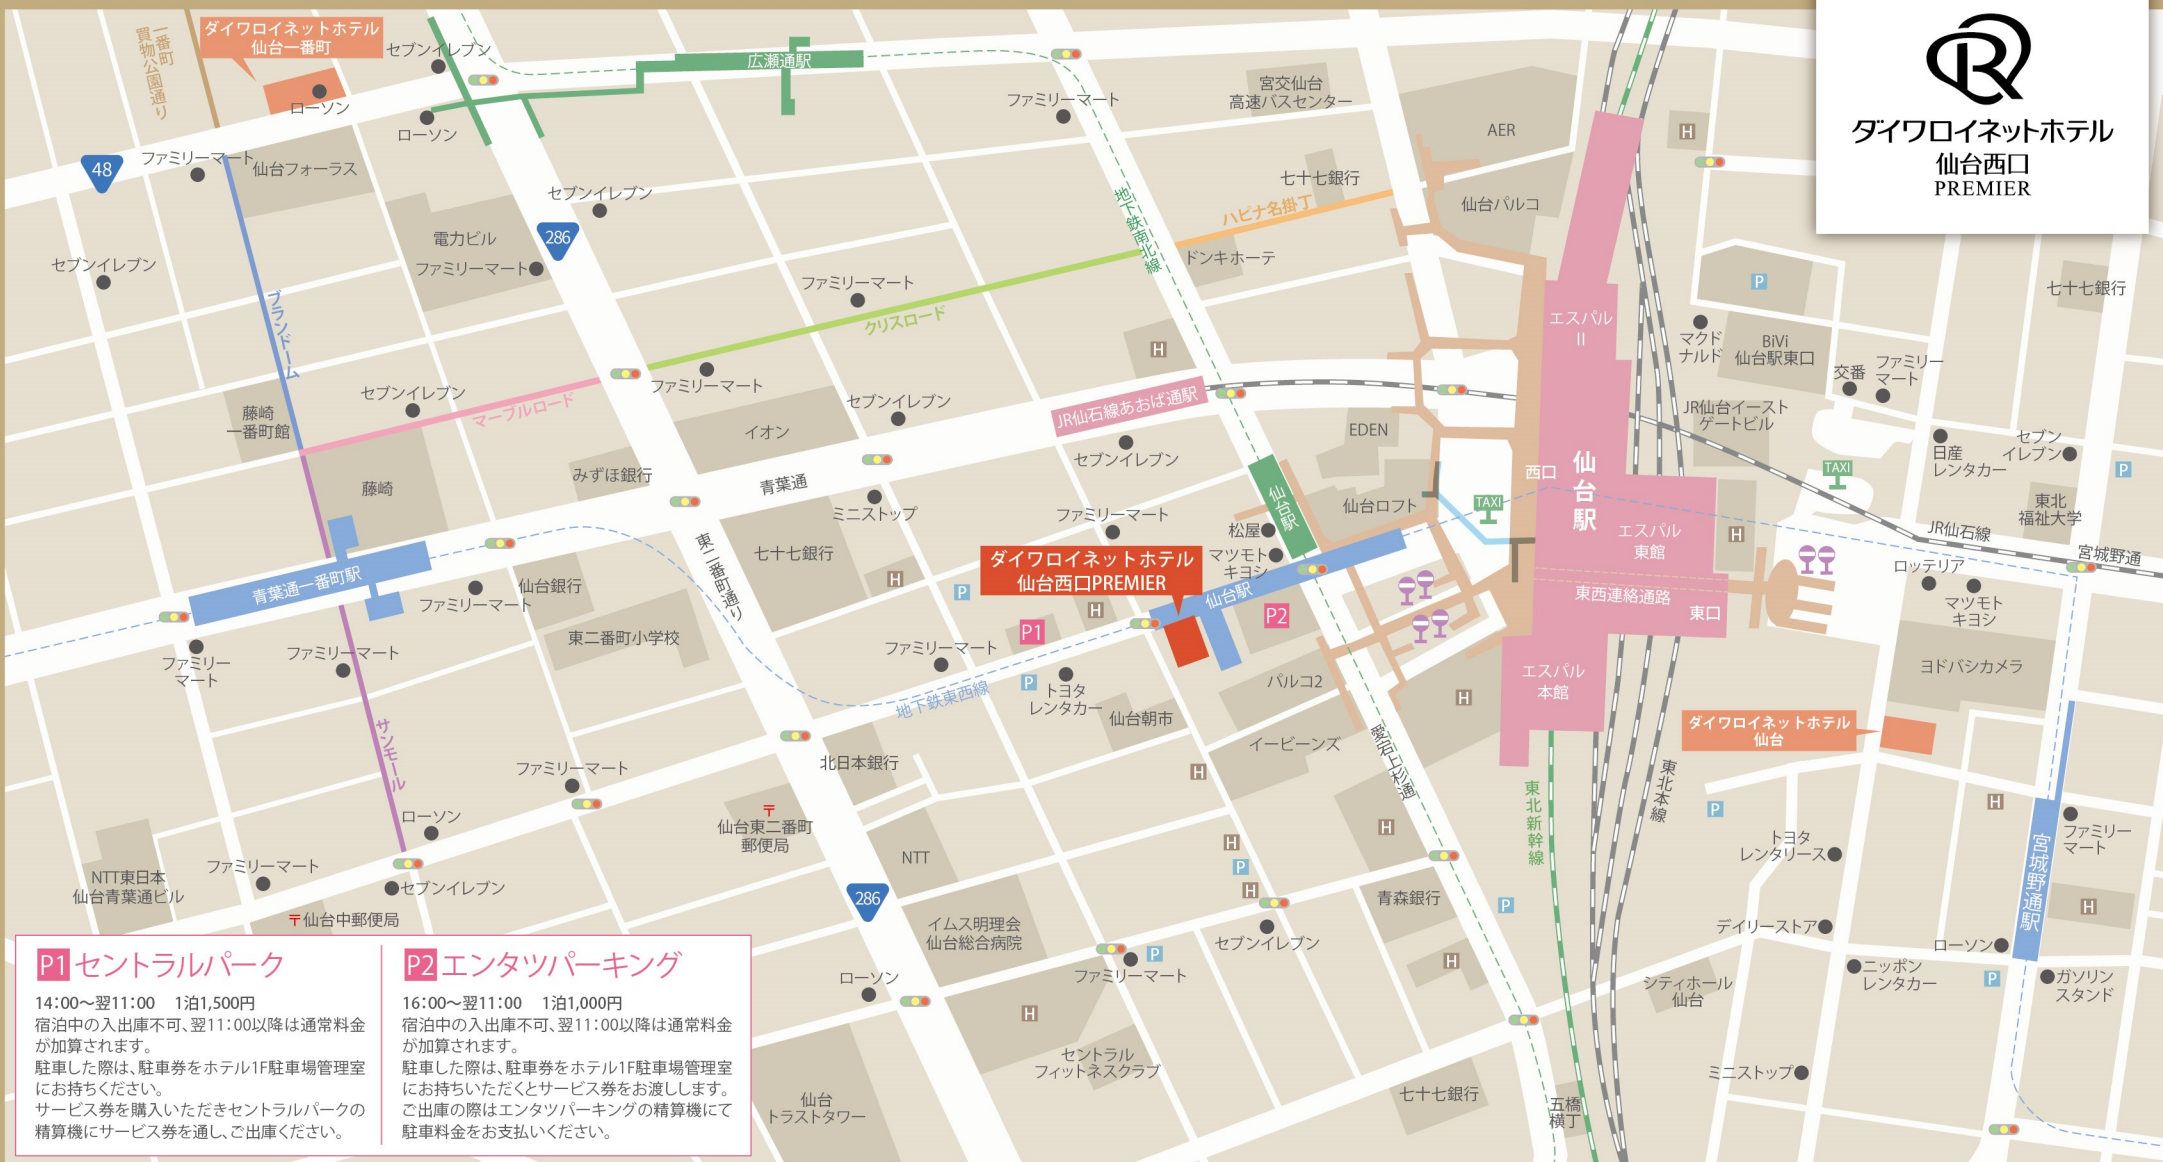 ダイワロイネットホテル
仙台西口
PREMIER
一番町
買物公園通り
ダイワロイネットホテル
仙台一番町
セブンイレブン
ローソン
ローソン
広瀬通駅
ファミリーマート
宮交仙台
高速バスセンター
AER
H
48
ファミリーマート
仙台フォーラス
セブンイレブン
地下鉄南北線
七十七銀行
ハピナ名掛丁
仙台パルコ
電力ビル
ファミリーマート
286
セブンイレブン
ブランドーム
ファミリーマート
クリスロード
ドンキホーテ
P
七十七銀行
エスパル
II
マクド
ナルド
BiVi
仙台駅東口
交番
ファミリー
マート
H
ファミリーマート
セブンイレブン
マーブルロード
藤崎
一番町館
イオン
セブンイレブン
JR仙石線あおば通駅
セブンイレブン
EDEN
JR仙台イースト
ゲートビル
日産
レンタカー
セブン
イレブン
P
TAXI
藤崎
みずほ銀行
青葉通
ミニストップ
ファミリーマート
仙台駅
仙台ロフト
TAXI
西口
仙台駅
東北
福祉大学
JR仙石線
宮城野通
エスパル
東館
H
松屋
マツモト
キヨシ
ダイワロイネットホテル
仙台西口PREMIER
七十七銀行
東二番町通り
H
P
H
P1
仙台駅
P2
東西連絡通路
東口
ロッテリア
マツモト
キヨシ
青葉通一番町駅
ファミリーマート
仙台銀行
東二番町小学校
ファミリー
マート
ファミリーマート
ファミリーマート
地下鉄東西線
P
トヨタ
レンタカー
仙台朝市
パルコ2
イービーンズ
エスパル
本館
H
ヨドバシカメラ
ダイワロイネットホテル
仙台
サンモール
ファミリーマート
北日本銀行
愛宕上杉通
H
東北新幹線
東北本線
P
H
トヨタ
レンタリース
ファミリー
マート
宮城野通駅
H
〒
仙台東二番町
郵便局
NTT
ローソン
ファミリーマート
NTT東日本
仙台青葉通ビル
セブンイレブン
〒仙台中郵便局
286
H
H
P
H
青森銀行
P
イムス明理会
仙台総合病院
セブンイレブン
P
ファミリーマート
ローソン
H
H
デイリーストア
ローソン
ニッポン
レンタカー
P
ガソリン
スタンド
シティホール
仙台
セントラル
フィットネスクラブ
仙台
トラストタワー
七十七銀行
五橋
横丁
ミニストップ
P1 セントラルパーク
14:00～翌11:00 1泊1,500円
宿泊中の入出庫不可、翌11:00以降は通常料金
が加算されます。
駐車した際は、駐車券をホテル1F駐車場管理室
にお持ちください。
サービス券を購入いただきセントラルパークの
精算機にサービス券を通し、ご出庫ください。
P2 エンタツパーキング
16:00～翌11:00 1泊1,000円
宿泊中の入出庫不可、翌11:00以降は通常料金
が加算されます。
駐車した際は、駐車券をホテル1F駐車場管理室
にお持ちいただくとサービス券をお渡しします。
ご出庫の際はエンタツパーキングの精算機にて
駐車料金をお支払いください。